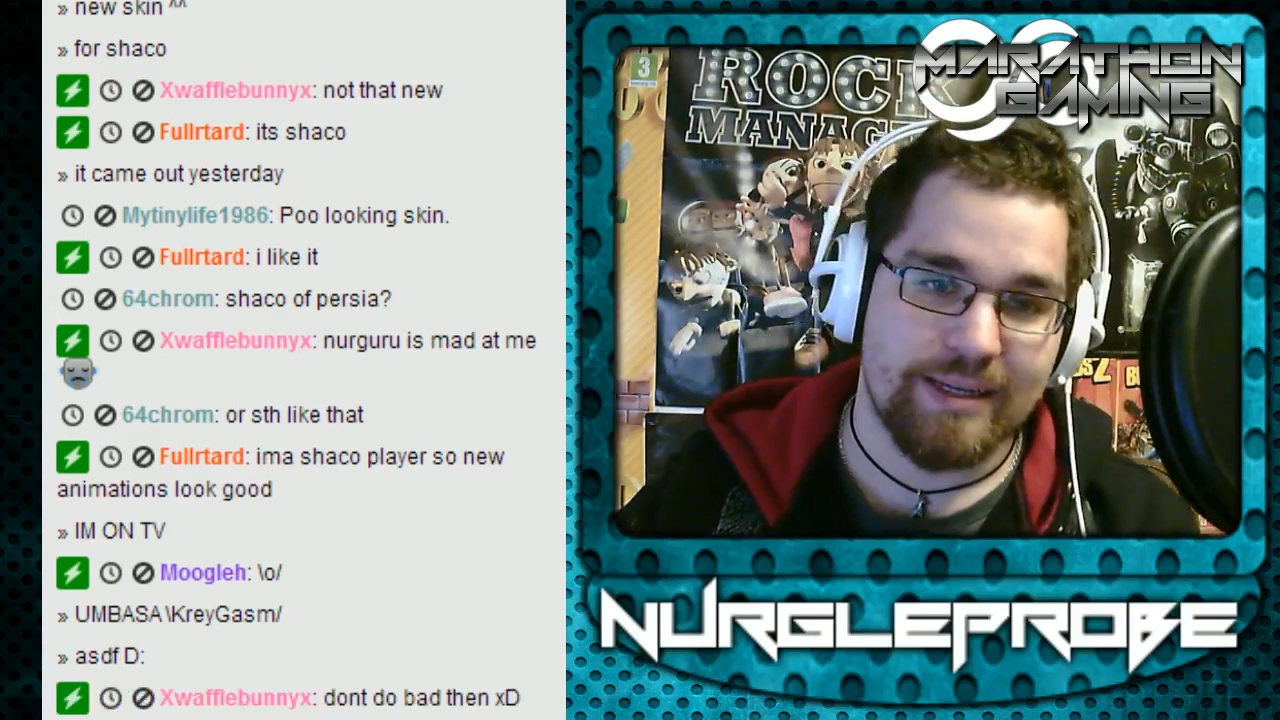 » new skin ^^
» for shaco
Xwafflebunnyx: not that new
Fullrtard: its shaco
» it came out yesterday
Mytinylife1986: Poo looking skin.
Fullrtard: i like it
64chrom: shaco of persia?
Xwafflebunnyx: nurguru is mad at me
64chrom: or sth like that
Fullrtard: ima shaco player so new
animations look good
» IM ON TV
Moogleh: \o/
» UMBASA \KreyGasm/
» asdf D:
Xwafflebunnyx: dont do bad then xD
3
ROCK
MANAG
MARATHON
GAMING
NURGLEPROBE